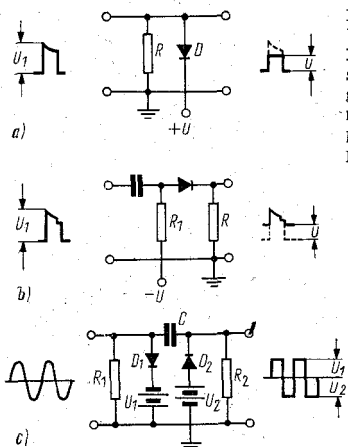 U₁ R D U
+U
a)
U₁ R₁ R U
-U
b)
C
R₁ D₁ D₂ R₂ U₁
U₁ U₂ U₂
c)